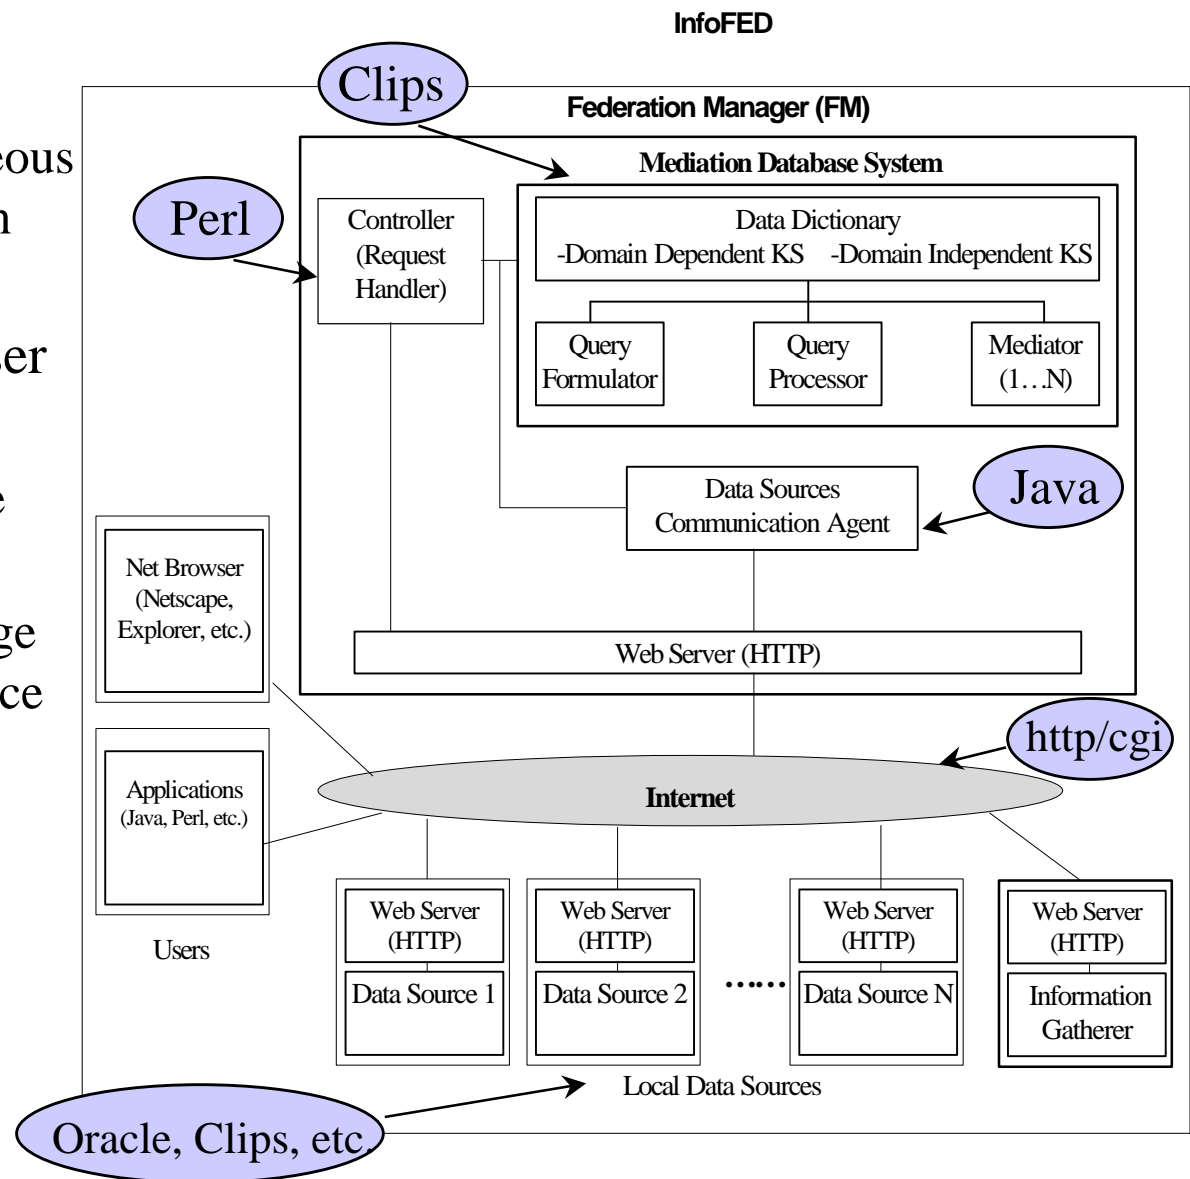 InfoFED
Clips
Federation Manager (FM)
Mediation Database System
Perl
Controller
(Request
Handler)
Data Dictionary
-Domain Dependent KS -Domain Independent KS
Query
Formulator
Query
Processor
Mediator
(1…N)
ser
Data Sources
Communication Agent
Java
Net Browser
(Netscape,
Explorer, etc.)
Web Server (HTTP)
http/cgi
Applications
(Java, Perl, etc.)
Internet
Users
Web Server
(HTTP)
Data Source 1
Web Server
(HTTP)
Data Source 2
……
Web Server
(HTTP)
Data Source N
Web Server
(HTTP)
Information
Gatherer
Local Data Sources
Oracle, Clips, etc.